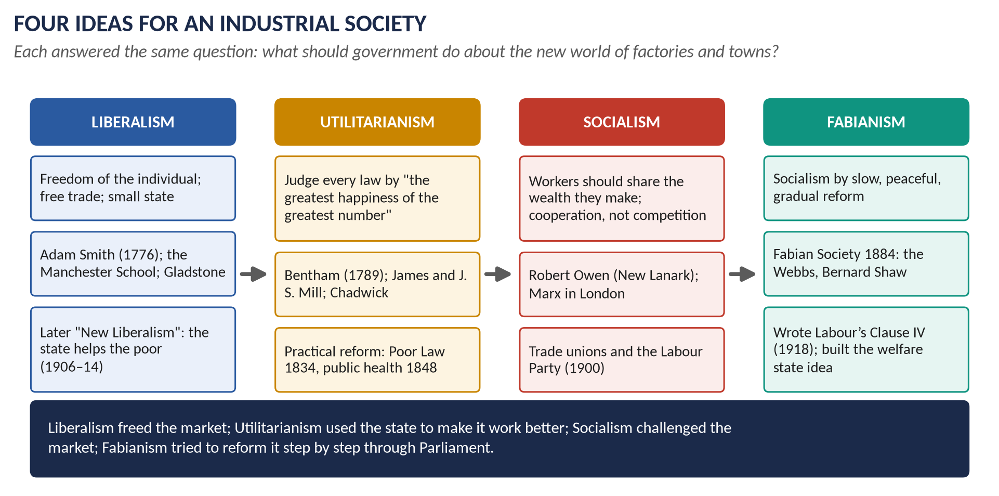 FOUR IDEAS FOR AN INDUSTRIAL SOCIETY
Each answered the same question: what should government do about the new world of factories and towns?
LIBERALISM
Freedom of the individual;
free trade; small state
Adam Smith (1776); the
Manchester School; Gladstone
Later "New Liberalism": the
state helps the poor
(1906–14)
UTILITARIANISM
Judge every law by "the
greatest happiness of the
greatest number"
Bentham (1789); James and J.
S. Mill; Chadwick
Practical reform: Poor Law
1834, public health 1848
SOCIALISM
Workers should share the
wealth they make;
cooperation, not competition
Robert Owen (New Lanark);
Marx in London
Trade unions and the Labour
Party (1900)
FABIANISM
Socialism by slow, peaceful,
gradual reform
Fabian Society 1884: the
Webbs, Bernard Shaw
Wrote Labour’s Clause IV
(1918); built the welfare
state idea
Liberalism freed the market; Utilitarianism used the state to make it work better; Socialism challenged the
market; Fabianism tried to reform it step by step through Parliament.